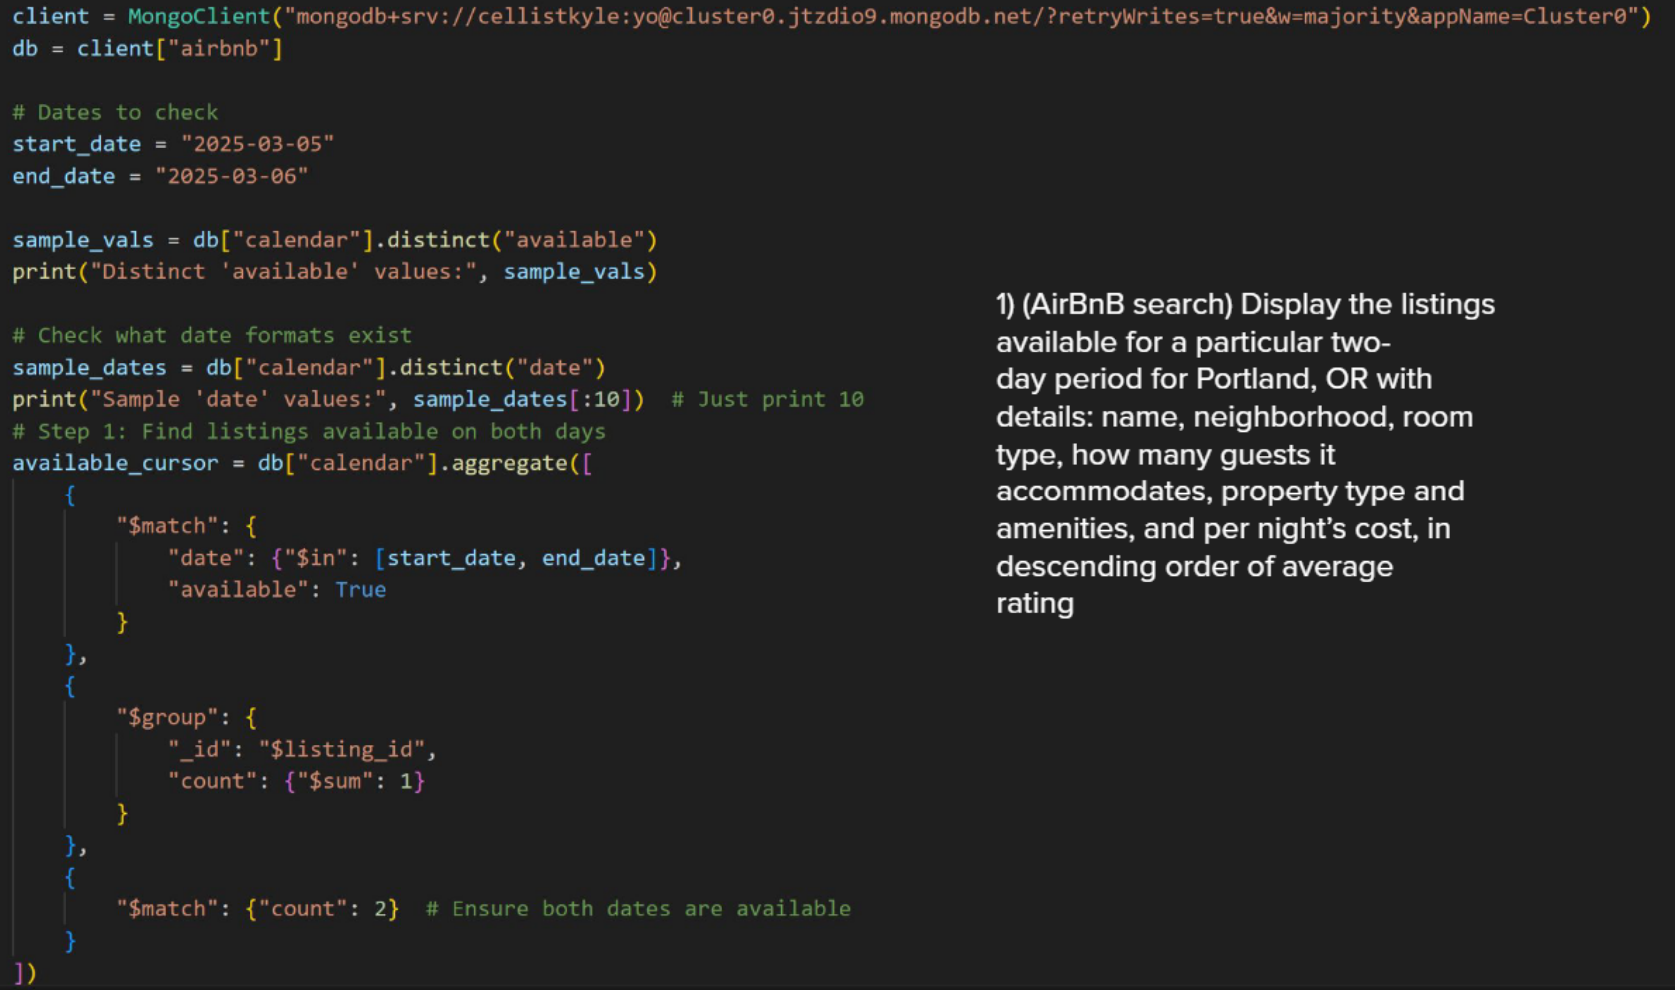 client = MongoClient("mongodb+srv://cellistkyle:yo@cluster0.jtzdio9.mongodb.net/?retryWrites=true&w=majority&appName=Cluster0")
db = client["airbnb"]
# Dates to check
start_date = "2025-03-05"
end_date = "2025-03-06"
sample_vals = db["calendar"].distinct("available")
print("Distinct 'available' values:", sample_vals)
# Check what date formats exist
sample_dates = db["calendar"].distinct("date")
print("Sample 'date' values:", sample_dates[:10])  # Just print 10
# Step 1: Find listings available on both days
available_cursor = db["calendar"].aggregate([
    {
        "$match": {
            "date": {"$in": [start_date, end_date]},
            "available": True
        }
    },
    {
        "$group": {
            "_id": "$listing_id",
            "count": {"$sum": 1}
        }
    },
    {
        "$match": {"count": 2}  # Ensure both dates are available
    }
])
1) (AirBnB search) Display the listings
available for a particular two-
day period for Portland, OR with
details: name, neighborhood, room
type, how many guests it
accommodates, property type and
amenities, and per night's cost, in
descending order of average
rating